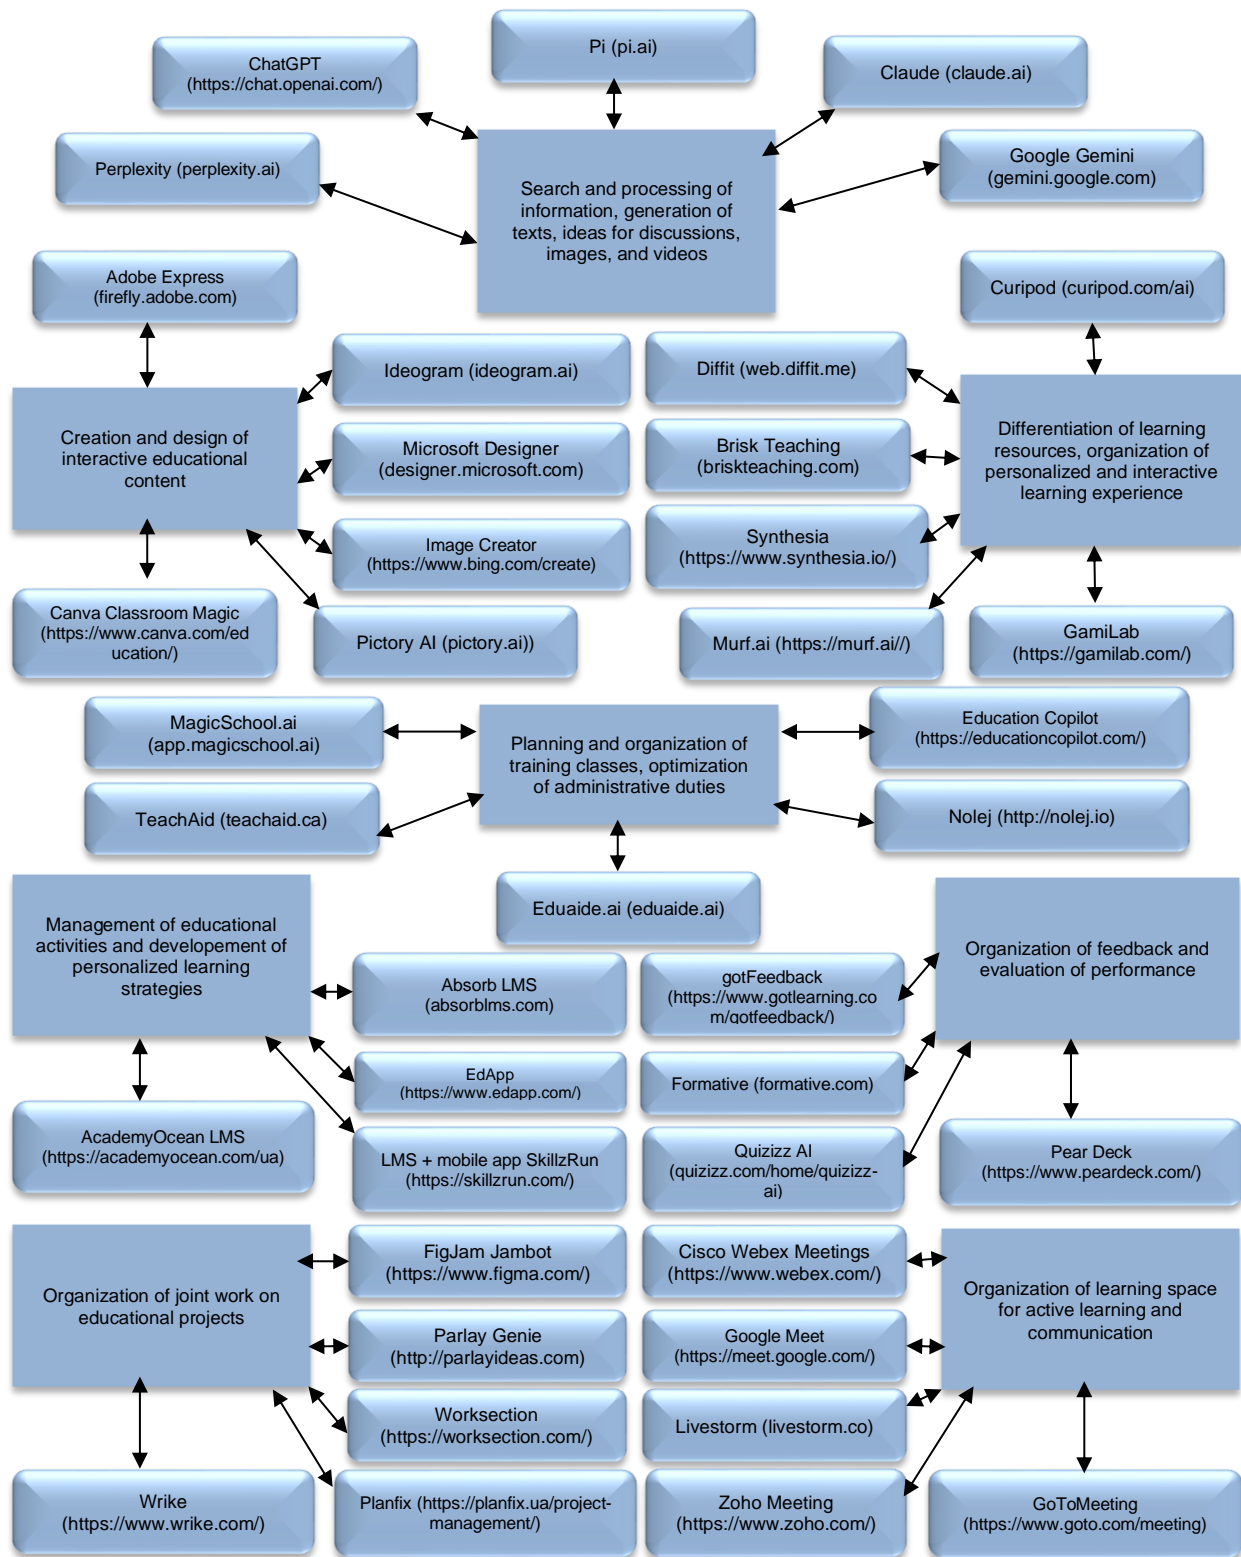 Pi (pi.ai)
ChatGPT
(https://chat.openai.com/)
Claude (claude.ai)
Perplexity (perplexity.ai)
Google Gemini
(gemini.google.com)
Search and processing of
information, generation of
texts, ideas for discussions,
images, and videos
Adobe Express
(firefly.adobe.com)
Curipod (curipod.com/ai)
Ideogram (ideogram.ai)
Diffit (web.diffit.me)
Creation and design of
interactive educational
content
Microsoft Designer
(designer.microsoft.com)
Brisk Teaching
(briskteaching.com)
Differentiation of learning
resources, organization of
personalized and interactive
learning experience
Image Creator
(https://www.bing.com/create)
Synthesia
(https://www.synthesia.io/)
Canva Classroom Magic
(https://www.canva.com/ed
ucation/)
Pictory AI (pictory.ai))
Murf.ai (https://murf.ai//)
GamiLab
(https://gamilab.com/)
MagicSchool.ai
(app.magicschool.ai)
Planning and organization of
training classes, optimization
of administrative duties
Education Copilot
(https://educationcopilot.com/)
TeachAid (teachaid.ca)
Nolej (http://nolej.io)
Eduaide.ai (eduaide.ai)
Management of educational
activities and developement of
personalized learning
strategies
Organization of feedback and
evaluation of performance
Absorb LMS
(absorblms.com)
gotFeedback
(https://www.gotlearning.co
m/gotfeedback/)
EdApp
(https://www.edapp.com/)
Formative (formative.com)
AcademyOcean LMS
(https://academyocean.com/ua)
LMS + mobile app SkillzRun
(https://skillzrun.com/)
Quizizz AI
(quizizz.com/home/quizizz-
ai)
Pear Deck
(https://www.peardeck.com/)
Organization of joint work on
educational projects
FigJam Jambot
(https://www.figma.com/)
Cisco Webex Meetings
(https://www.webex.com/)
Organization of learning space
for active learning and
communication
Parlay Genie
(http://parlayideas.com)
Google Meet
(https://meet.google.com/)
Worksection
(https://worksection.com/)
Livestorm (livestorm.co)
Wrike
(https://www.wrike.com/)
Planfix (https://planfix.ua/project-
management/)
Zoho Meeting
(https://www.zoho.com/)
GoToMeeting
(https://www.goto.com/meeting)